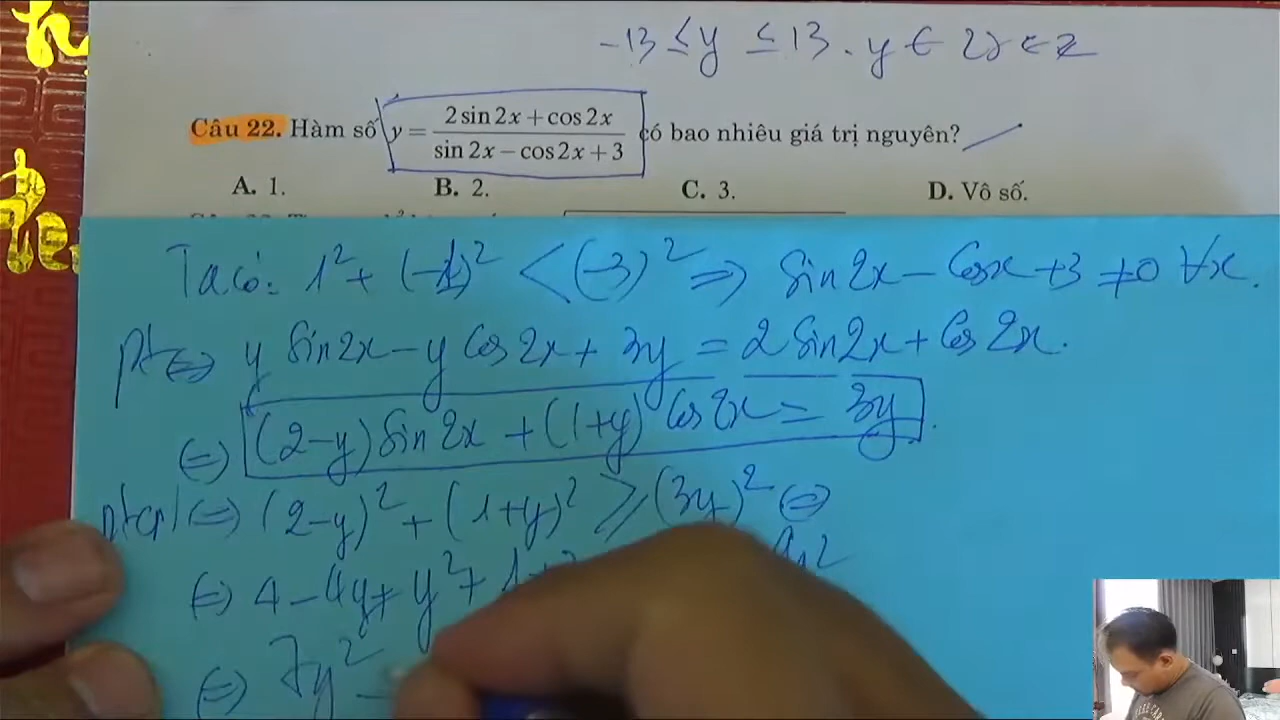 -13 ≤ y ≤ 13 . y ∈ Z
Câu 22. Hàm số y = \frac{2 sin 2x + cos 2x}{sin 2x - cos 2x + 3} có bao nhiêu giá trị nguyên?
A. 1. B. 2. C. 3. D. Vô số.
Ta có: 1² + (-1)² < (-3)² => Sin 2x - Cosx + 3 ≠ 0 ∀x.
pt <=> y Sin 2x - y Cos 2x + 3y = 2 Sin 2x + Cos 2x.
<=> (2-y) Sin 2x + (1+y) Cos 2x = 3y
<=> (2-y)² + (1+y)² ≥ (3y)² <=>
<=> 4 - 4y + y² + 1 +
<=> 7y² -